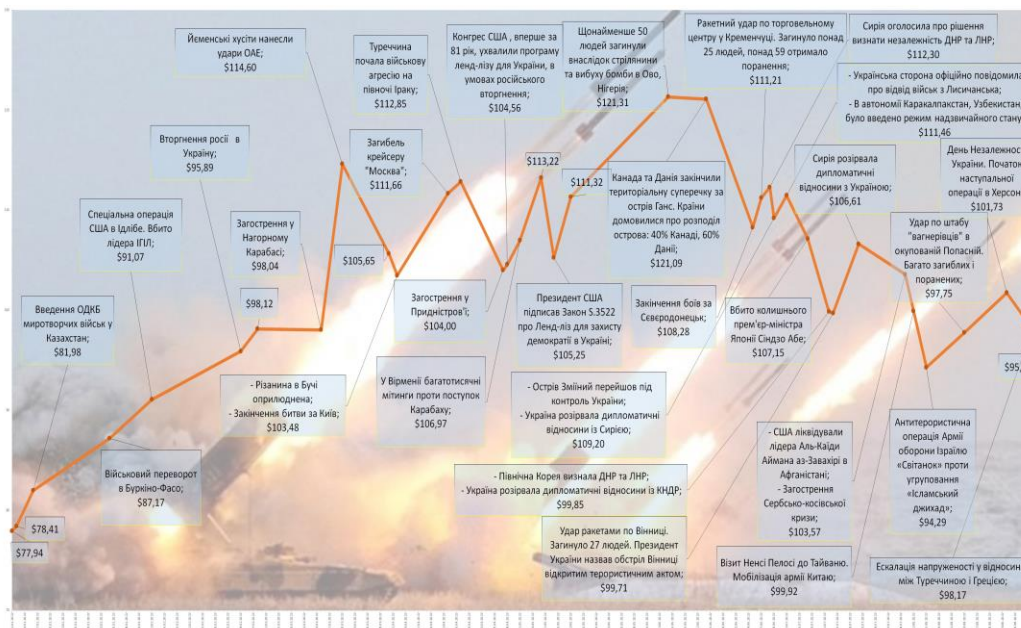 Йєменські хусіти нанесли
удари ОАЕ;
$114,60
Туреччина
почала військову
агресію на
півночі Іраку;
$112,85
Конгрес США , вперше за
81 рік, ухвалили програму
ленд-лізу для України, в
умовах російського
вторгнення;
$104,56
Щонайменше 50
людей загинули
внаслідок стрілянини
та вибуху бомби в Ово,
Нігерія;
$121,31
Ракетний удар по торговельному
центру у Кременчуці. Загинуло понад
25 людей, понад 59 отримало
поранення;
$111,21
Сирія оголосила про рішення
визнати незалежність ДНР та ЛНР;
$112,30
- Українська сторона офіційно повідомила
про відвід військ з Лисичанська;
- В автономії Каракалпакстан, Узбекистан,
було введено режим надзвичайного стану
$111,46
Вторгнення росії в
Україну;
$95,89
Загибель
крейсеру
"Москва";
$111,66
$113,22
$111,32
Канада та Данія закінчили
територіальну суперечку за
острів Ганс. Країни
домовилися про розподіл
острова: 40% Канаді, 60%
Данії;
$121,09
Сирія розірвала
дипломатичні
відносини з Україною;
$106,61
День Незалежнос
України. Початок
наступальної
операції в Херсон
$101,73
Спеціальна операція
США в Ідлібе. Вбито
лідера ІГІЛ;
$91,07
Загострення у
Нагорному
Карабасі;
$98,04
$105,65
Удар по штабу
"вагнерівців" в
окупованій Попасній.
Багато загиблих і
поранених;
$97,75
Введення ОДКБ
миротворчих військ у
Казахстан;
$81,98
$98,12
Загострення у
Придністров'ї;
$104,00
Президент США
підписав Закон S.3522
про Ленд-ліз для захисту
демократії в Україні;
$105,25
Закінчення боїв за
Сєвєродонецьк;
$108,28
Вбито колишнього
прем'єр-міністра
Японії Сіндзо Абе;
$107,15
$95,
- Різанина в Бучі
оприлюднена;
- Закінчення битви за Київ;
$103,48
У Вірменії багатотисячні
мітинги проти поступок
Карабаху;
$106,97
- Острів Зміїний перейшов під
контроль України;
- Україна розірвала дипломатичні
відносини із Сирією;
$109,20
- США ліквідували
лідера Аль-Каїди
Аймана аз-Завахірі в
Афганістані;
- Загострення
Сербсько-косівської
кризи;
$103,57
Антитерористична
операція Армії
оборони Ізраїлю
«Світанок» проти
угруповання
«Ісламський
джихад»;
$94,29
Військовий переворот
в Буркіно-Фасо;
$87,17
- Північна Корея визнала ДНР та ЛНР;
- Україна розірвала дипломатичні відносини із КНДР;
$99,85
$78,41
$77,94
Удар ракетами по Вінниці.
Загинуло 27 людей. Президент
України назвав обстріл Вінниці
відкритим терористичним актом;
$99,71
Візит Ненсі Пелосі до Тайваню.
Мобілізація армії Китаю;
$99,92
Ескалація напруженості у відносин
між Туреччиною і Грецією;
$98,17